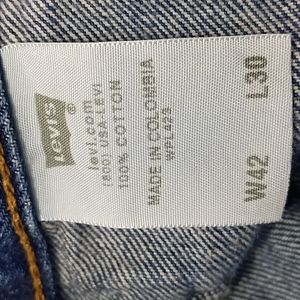 LEVI'S ®
levi.com
(800) USA-LEVI
100% COTTON
MADE IN COLOMBIA
WPL423
W42 L30